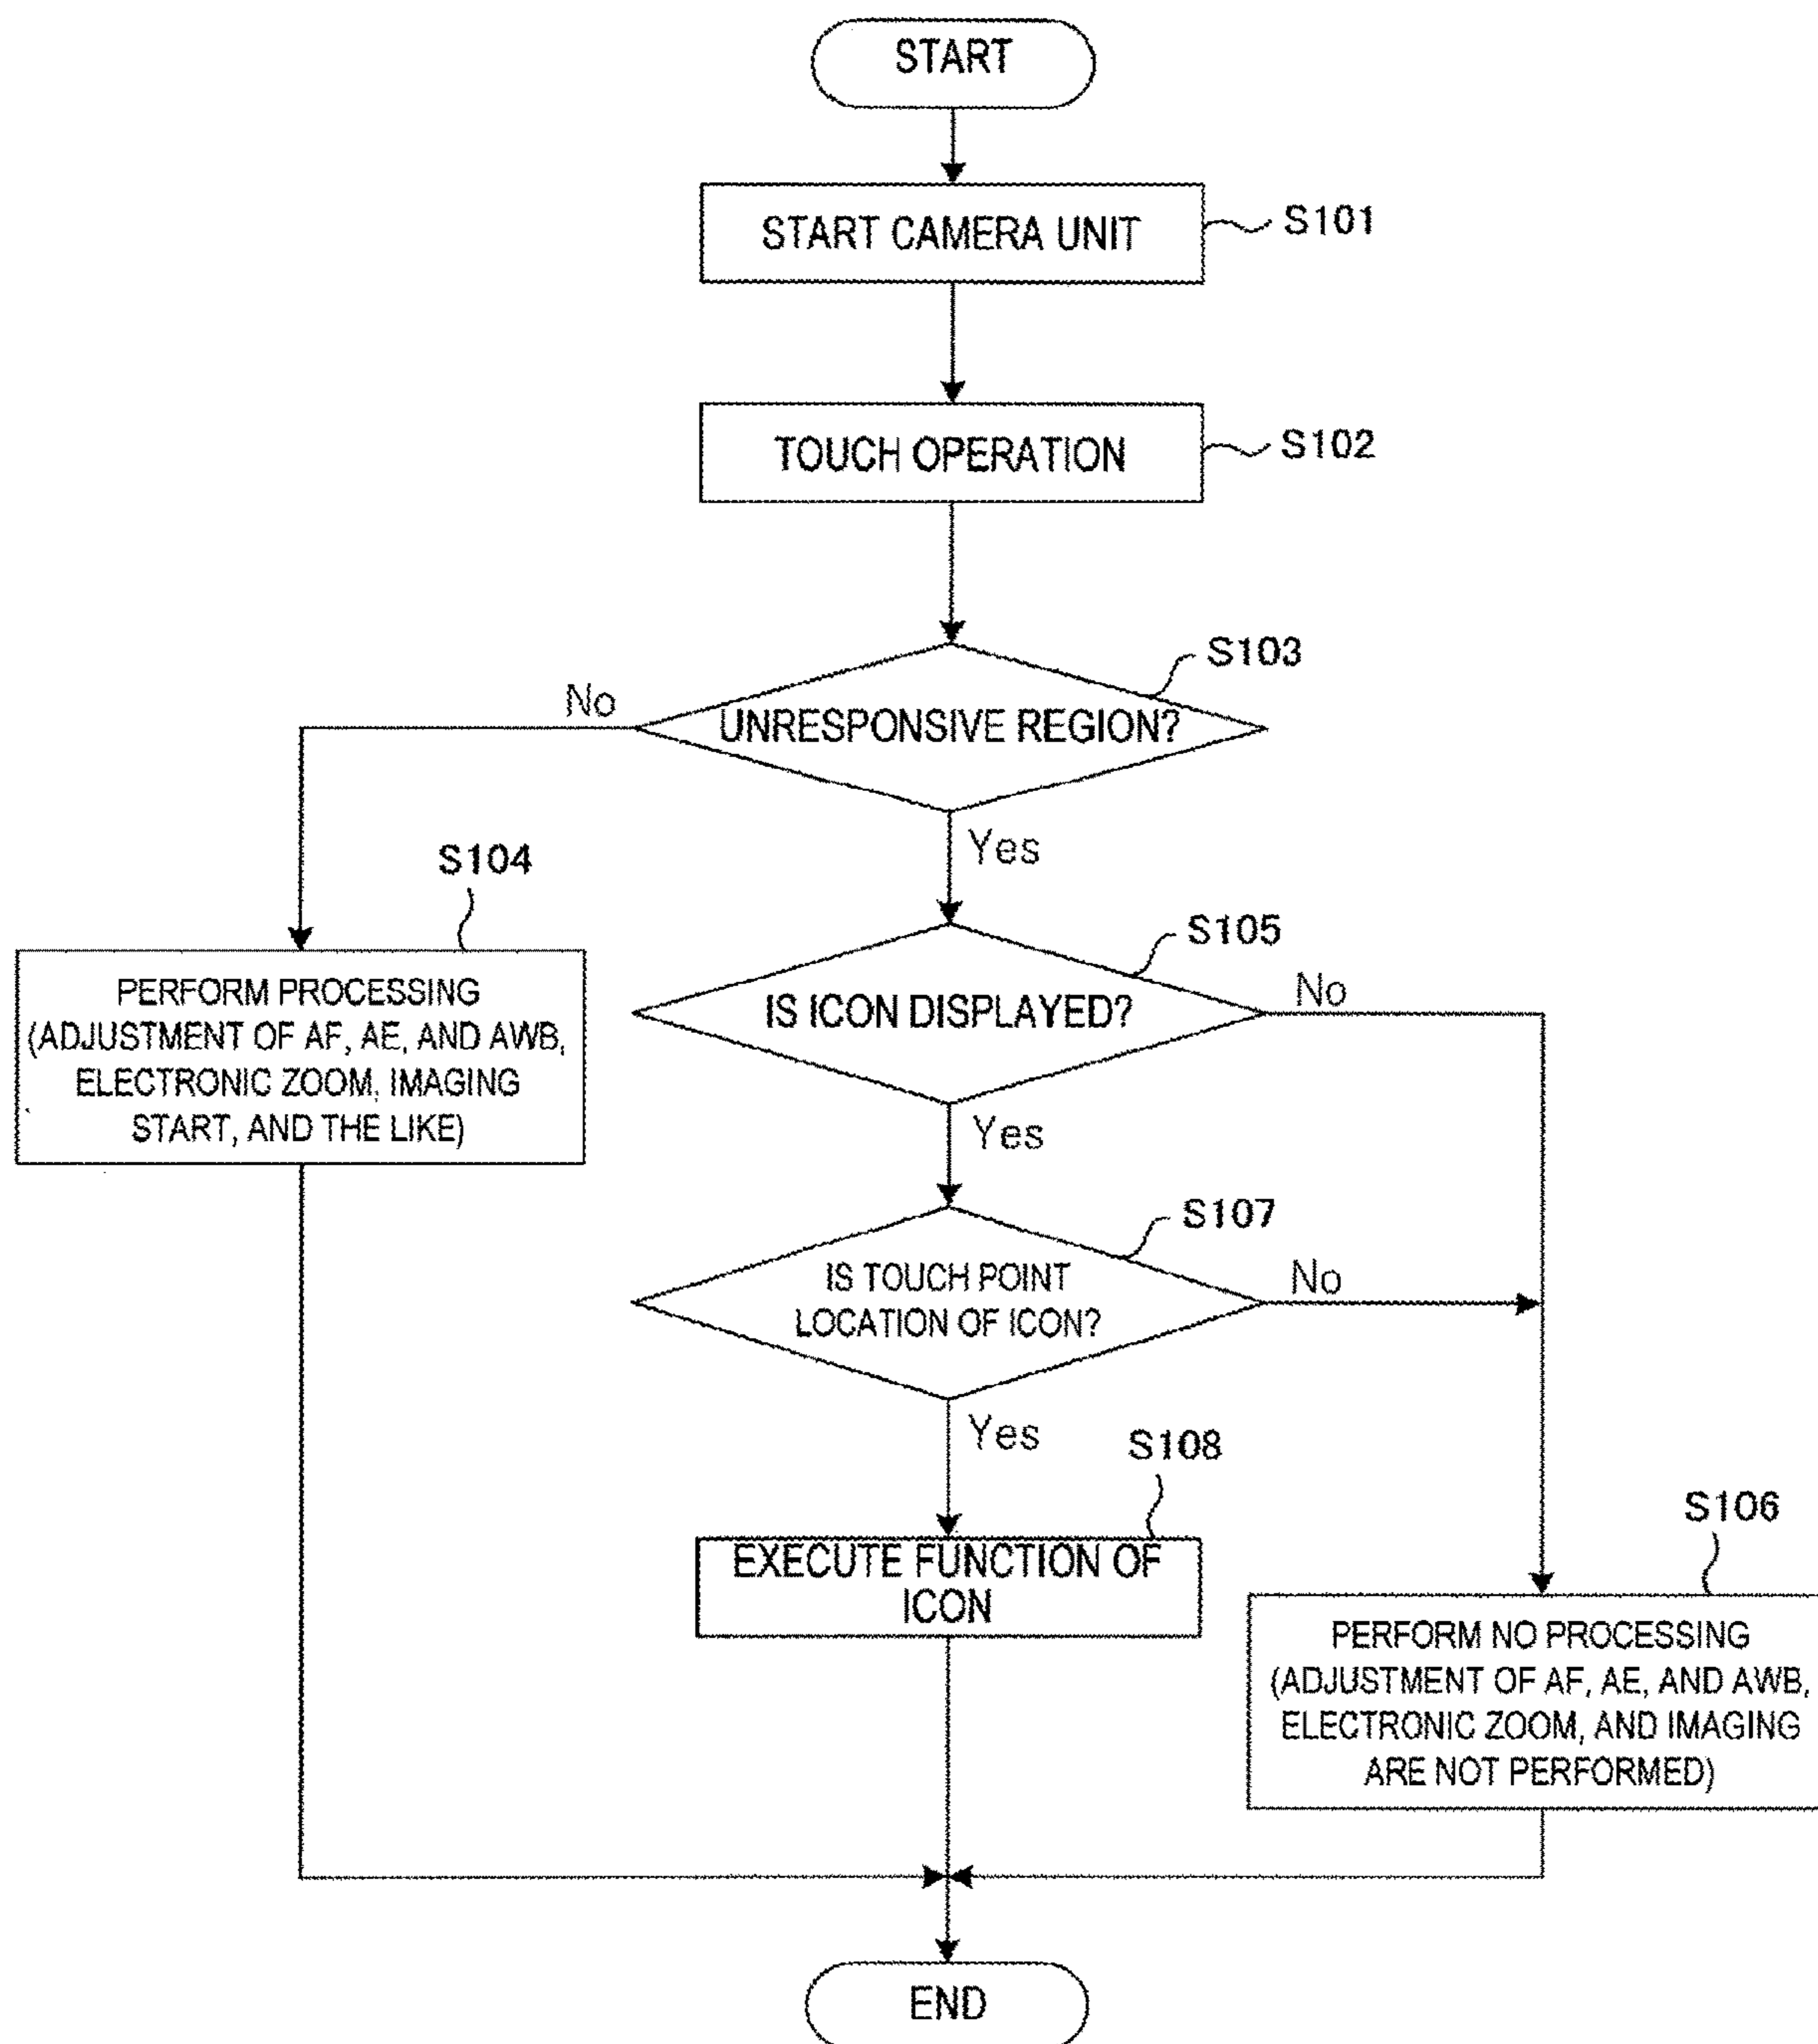 START
START CAMERA UNIT
S101
TOUCH OPERATION
S102
S103
No
UNRESPONSIVE REGION?
Yes
S104
S105
PERFORM PROCESSING
(ADJUSTMENT OF AF, AE, AND AWB,
ELECTRONIC ZOOM, IMAGING
START, AND THE LIKE)
IS ICON DISPLAYED?
No
Yes
S107
IS TOUCH POINT
LOCATION OF ICON?
No
Yes
S108
EXECUTE FUNCTION OF
ICON
S106
PERFORM NO PROCESSING
(ADJUSTMENT OF AF, AE, AND AWB,
ELECTRONIC ZOOM, AND IMAGING
ARE NOT PERFORMED)
END